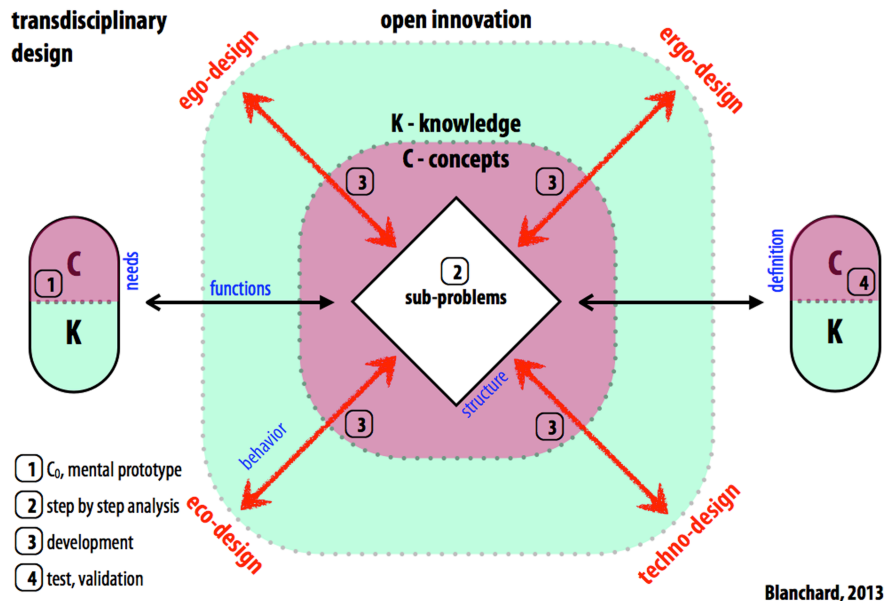 transdisciplinary
design
open innovation
ego-design
ergo-design
K - knowledge
C - concepts
3
3
C
1
K
needs
functions
2
sub-problems
definition
C
4
K
structure
behavior
3
3
eco-design
techno-design
1 C₀, mental prototype
2 step by step analysis
3 development
4 test, validation
Blanchard, 2013